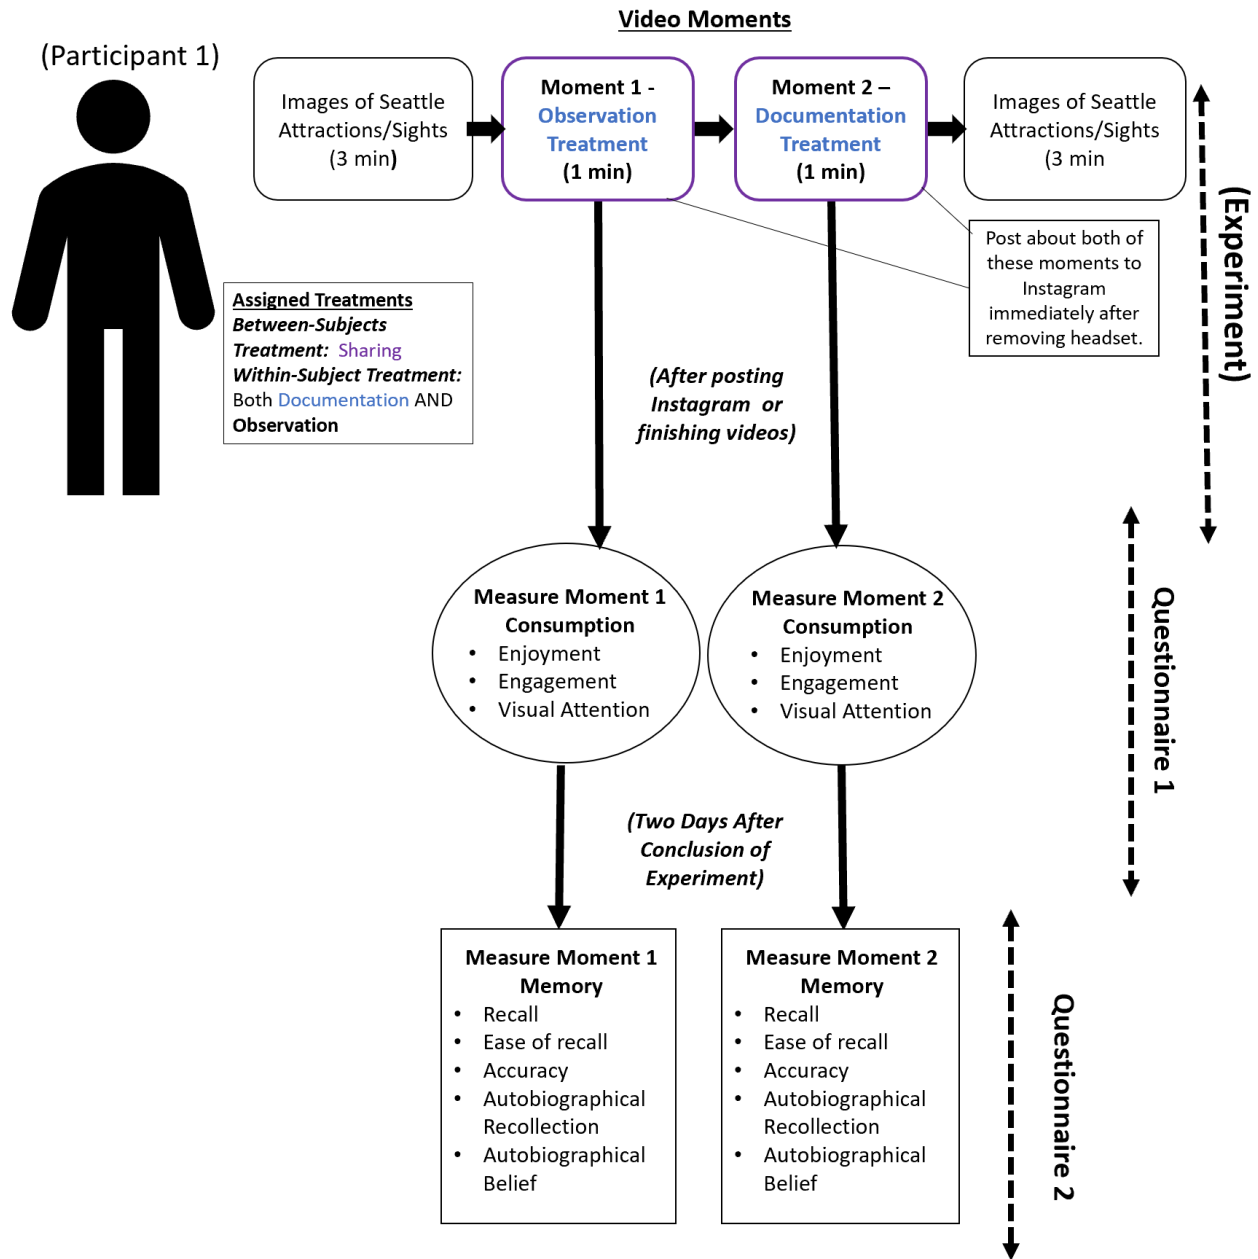 Video Moments
(Participant 1)
Images of Seattle
Attractions/Sights
(3 min)
Moment 1 -
Observation
Treatment
(1 min)
Moment 2 –
Documentation
Treatment
(1 min)
Images of Seattle
Attractions/Sights
(3 min
Post about both of
these moments to
Instagram
immediately after
removing headset.
(Experiment)
Assigned Treatments
Between-Subjects
Treatment: Sharing
Within-Subject Treatment:
Both Documentation AND
Observation
(After posting
Instagram or
finishing videos)
Measure Moment 1
Consumption
• Enjoyment
• Engagement
• Visual Attention
Measure Moment 2
Consumption
• Enjoyment
• Engagement
• Visual Attention
Questionnaire 1
(Two Days After
Conclusion of
Experiment)
Measure Moment 1
Memory
• Recall
• Ease of recall
• Accuracy
• Autobiographical
Recollection
• Autobiographical
Belief
Measure Moment 2
Memory
• Recall
• Ease of recall
• Accuracy
• Autobiographical
Recollection
• Autobiographical
Belief
Questionnaire 2